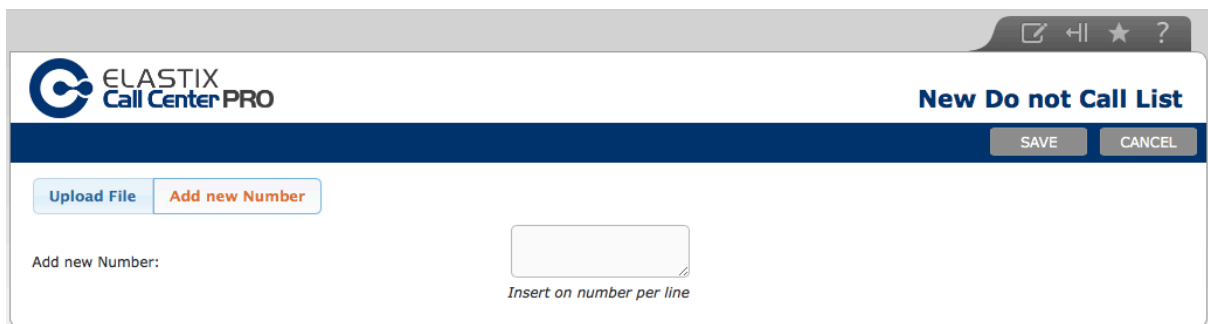 ?
ELASTIX
Call Center PRO
New Do not Call List
SAVE CANCEL
Upload File Add new Number
Add new Number:
Insert on number per line